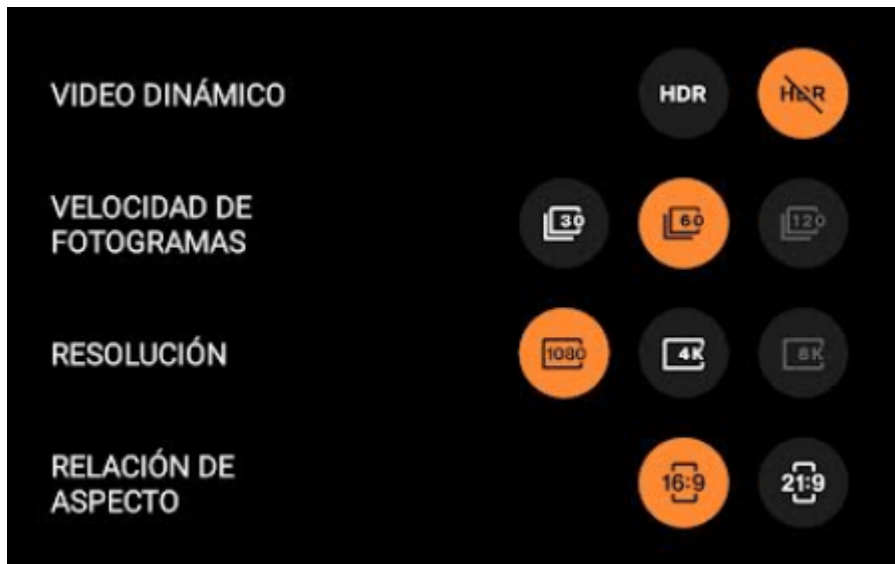 VIDEO DINÁMICO
HDR
HDR
VELOCIDAD DE
FOTOGRAMAS
30
60
120
RESOLUCIÓN
1080
4K
8K
RELACIÓN DE
ASPECTO
16:9
21:9